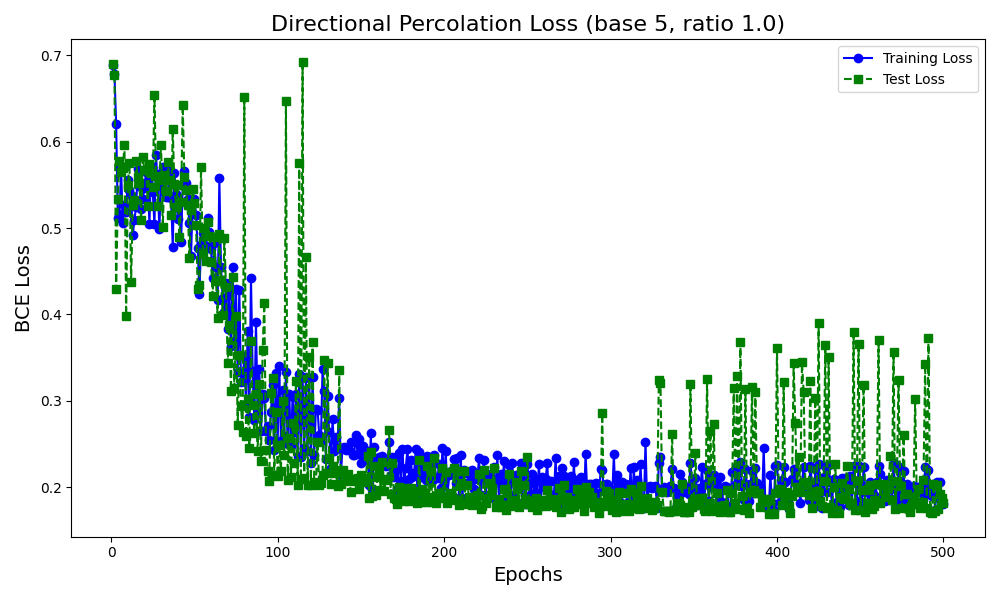 Directional Percolation Loss (base 5, ratio 1.0)
Training Loss
Test Loss
BCE Loss
0.7
0.6
0.5
0.4
0.3
0.2
0 100 200 300 400 500
Epochs